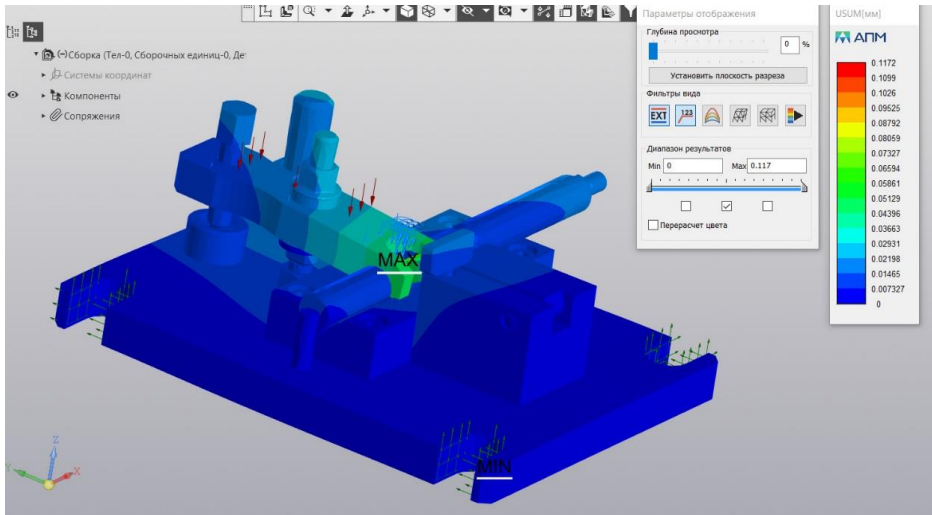 Параметры отображения
Глубина просмотра
0 %
Установить плоскость разреза
Фильтры вида
EXT
123
Диапазон результатов
Min 0 Max 0.117
Перерасчет цвета
USUM[мм]
АПМ
0.1172
0.1099
0.1026
0.09525
0.08792
0.08059
0.07327
0.06594
0.05861
0.05129
0.04396
0.03663
0.02931
0.02198
0.01465
0.007327
0
(-)Сборка (Тел-0, Сборочных единиц-0, Де
Системы координат
Компоненты
Сопряжения
MAX
MIN
Z
Y
X